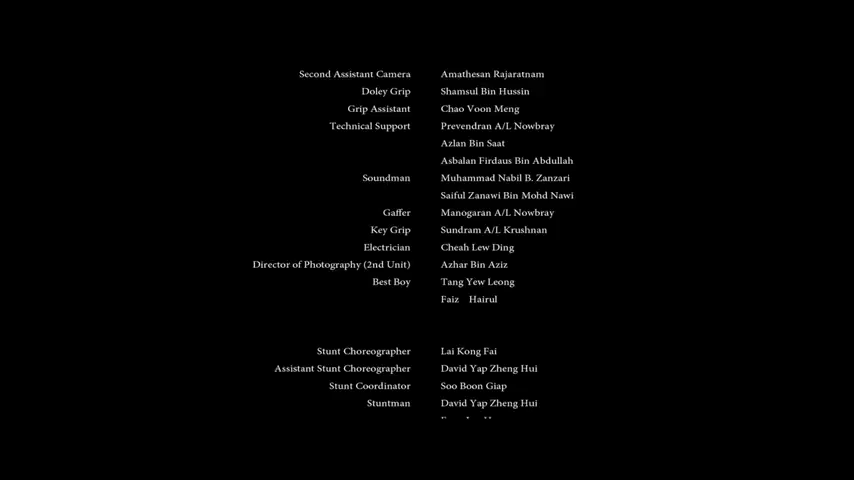 Second Assistant Camera Amathesan Rajaratnam
Doley Grip Shamsul Bin Hussin
Grip Assistant Chao Voon Meng
Technical Support Prevendran A/L Nowbray
Azlan Bin Saat
Asbalan Firdaus Bin Abdullah
Soundman Muhammad Nabil B. Zanzari
Saiful Zanawi Bin Mohd Nawi
Gaffer Manogaran A/L Nowbray
Key Grip Sundram A/L Krushnan
Electrician Cheah Lew Ding
Director of Photography (2nd Unit) Azhar Bin Aziz
Best Boy Tang Yew Leong
Faiz Hairul
Stunt Choreographer Lai Kong Fai
Assistant Stunt Choreographer David Yap Zheng Hui
Stunt Coordinator Soo Boon Giap
Stuntman David Yap Zheng Hui